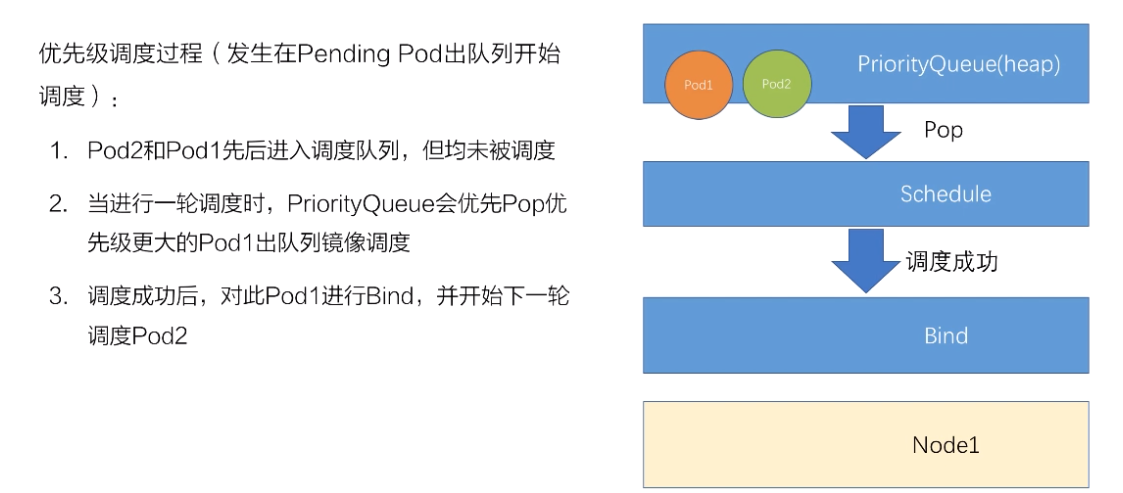 优先级调度过程（发生在Pending Pod出队列开始
调度）：
1. Pod2和Pod1先后进入调度队列，但均未被调度
2. 当进行一轮调度时，PriorityQueue会优先Pop优
先级更大的Pod1出队列镜像调度
3. 调度成功后，对此Pod1进行Bind，并开始下一轮
调度Pod2
PriorityQueue(heap)
Pod1
Pod2
Pop
Schedule
调度成功
Bind
Node1